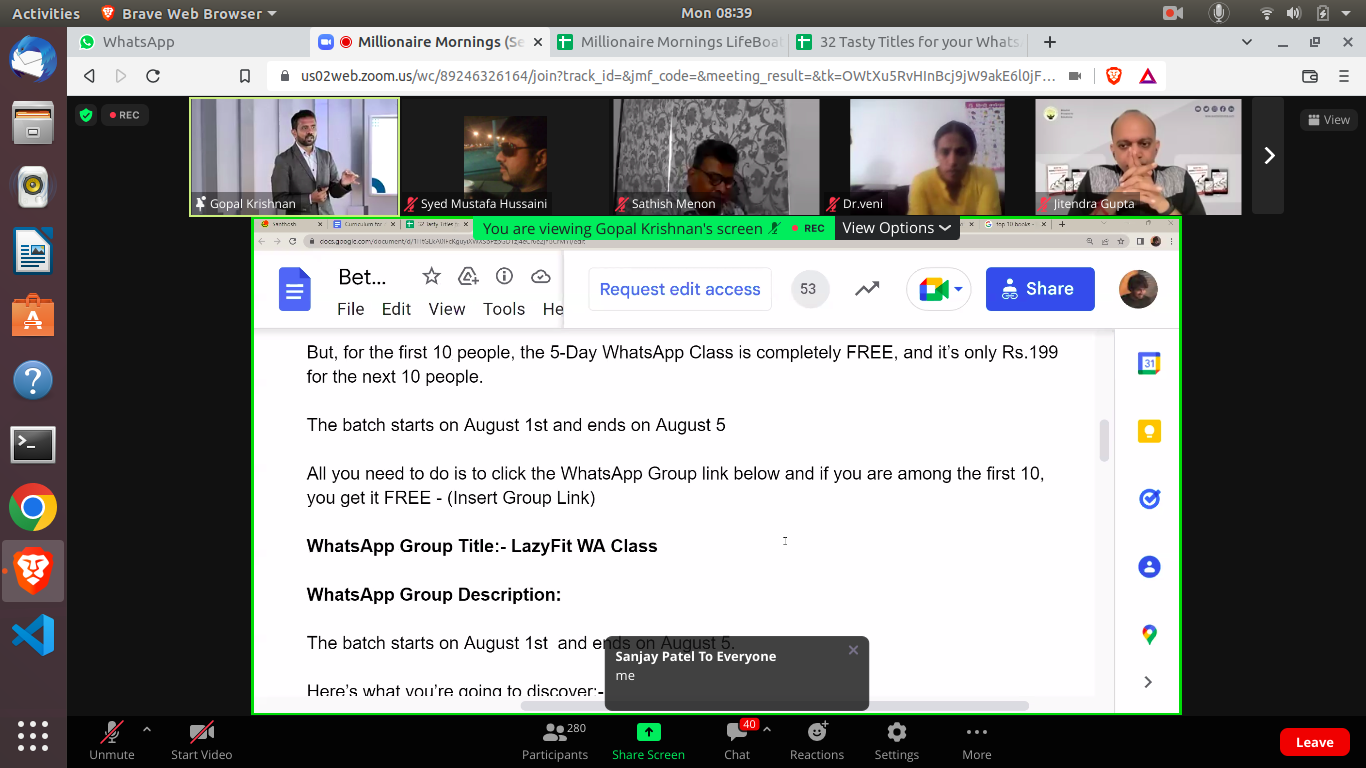 Activities
Brave Web Browser
Mon 08:39
WhatsApp
Millionaire Mornings (Se
Millionaire Mornings LifeBoa
32 Tasty Titles for your Whats
us02web.zoom.us/wc/89246326164/join?track_id=&jmf_code=&meeting_result=&tk=OWtXu5RvHInBcj9jW9akE6l0jF...
REC
View
Gopal Krishnan
Syed Mustafa Hussaini
Sathish Menon
Dr.veni
Jitendra Gupta
You are viewing Gopal Krishnan's screen
REC
View Options
Bet...
File Edit View Tools He
Request edit access
53
Share
But, for the first 10 people, the 5-Day WhatsApp Class is completely FREE, and it's only Rs.199
for the next 10 people.
The batch starts on August 1st and ends on August 5
All you need to do is to click the WhatsApp Group link below and if you are among the first 10,
you get it FREE - (Insert Group Link)
WhatsApp Group Title:- LazyFit WA Class
WhatsApp Group Description:
The batch starts on August 1st and ends on August 5.
Here's what you're going to discover:-
Sanjay Patel To Everyone
me
31
Unmute
Start Video
Participants
280
Share Screen
Chat
40
Reactions
Settings
More
Leave